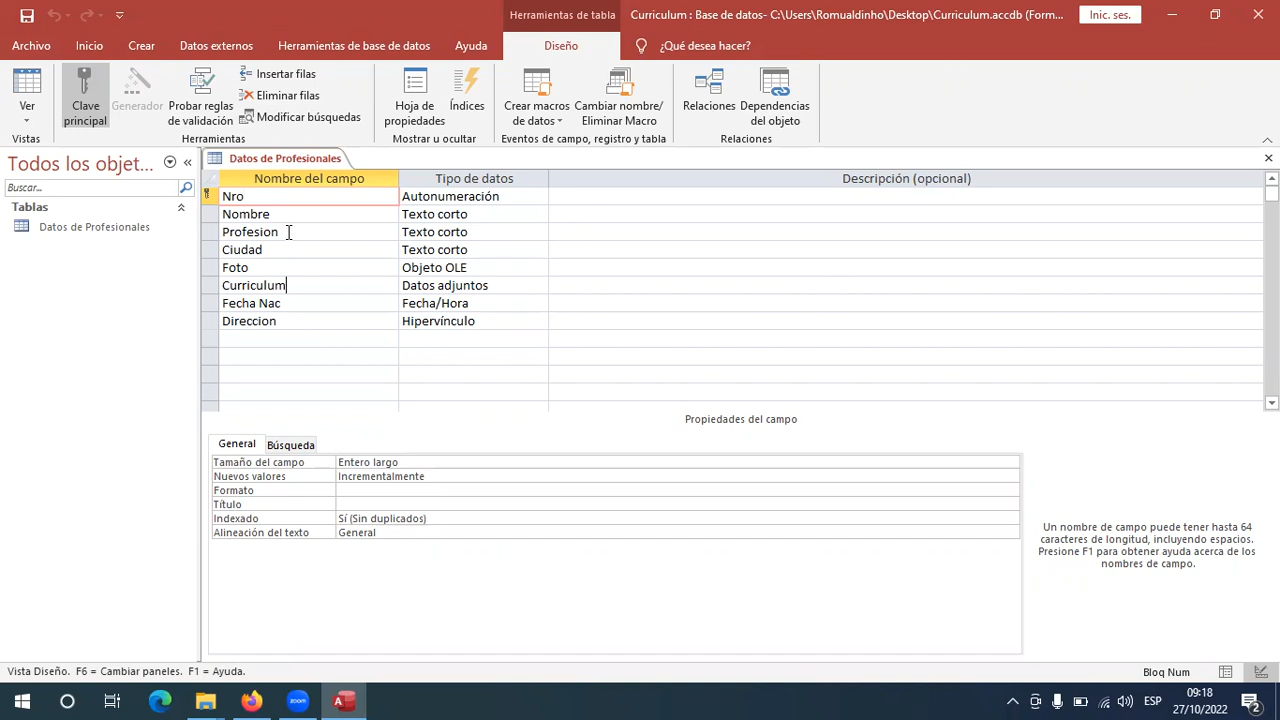 Herramientas de tabla
Curriculum : Base de datos- C:\Users\Romualdinho\Desktop\Curriculum.accdb (Form...
Inic. ses.
Archivo
Inicio
Crear
Datos externos
Herramientas de base de datos
Ayuda
Diseño
¿Qué desea hacer?
Ver
Clave principal
Generador
Probar reglas de validación
Insertar filas
Eliminar filas
Modificar búsquedas
Hoja de propiedades
Índices
Crear macros de datos
Cambiar nombre/ Eliminar Macro
Relaciones
Dependencias del objeto
Vistas
Herramientas
Mostrar u ocultar
Eventos de campo, registro y tabla
Relaciones
Todos los objet...
Buscar...
Tablas
Datos de Profesionales
Datos de Profesionales
Nombre del campo Tipo de datos Descripción (opcional)
Nro Autonumeración
Nombre Texto corto
Profesion Texto corto
Ciudad Texto corto
Foto Objeto OLE
Curriculum Datos adjuntos
Fecha Nac Fecha/Hora
Direccion Hipervínculo
Propiedades del campo
General Búsqueda
Tamaño del campo Entero largo
Nuevos valores Incrementalmente
Formato
Título
Indexado Sí (Sin duplicados)
Alineación del texto General
Un nombre de campo puede tener hasta 64
caracteres de longitud, incluyendo espacios.
Presione F1 para obtener ayuda acerca de los
nombres de campo.
Vista Diseño. F6 = Cambiar paneles. F1 = Ayuda.
Bloq Num
zoom
ESP
09:18
27/10/2022
2